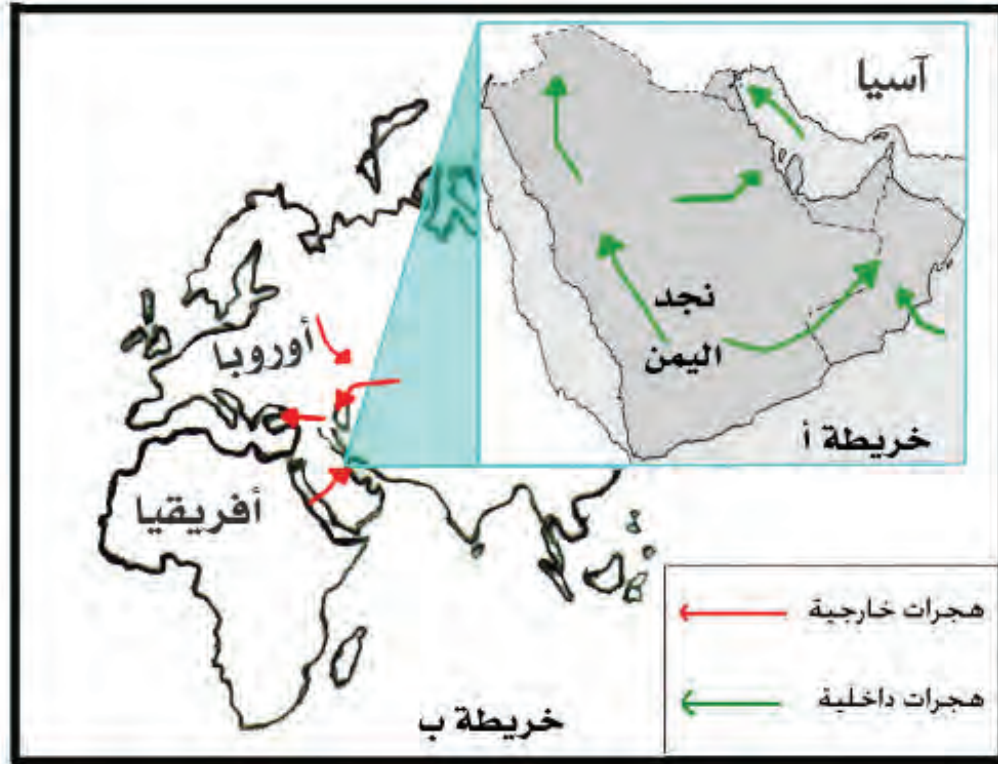 آسيا
نجد
اليمن
خريطة أ
أوروبا
أفريقيا
خريطة ب
هجرات خارجية
هجرات داخلية